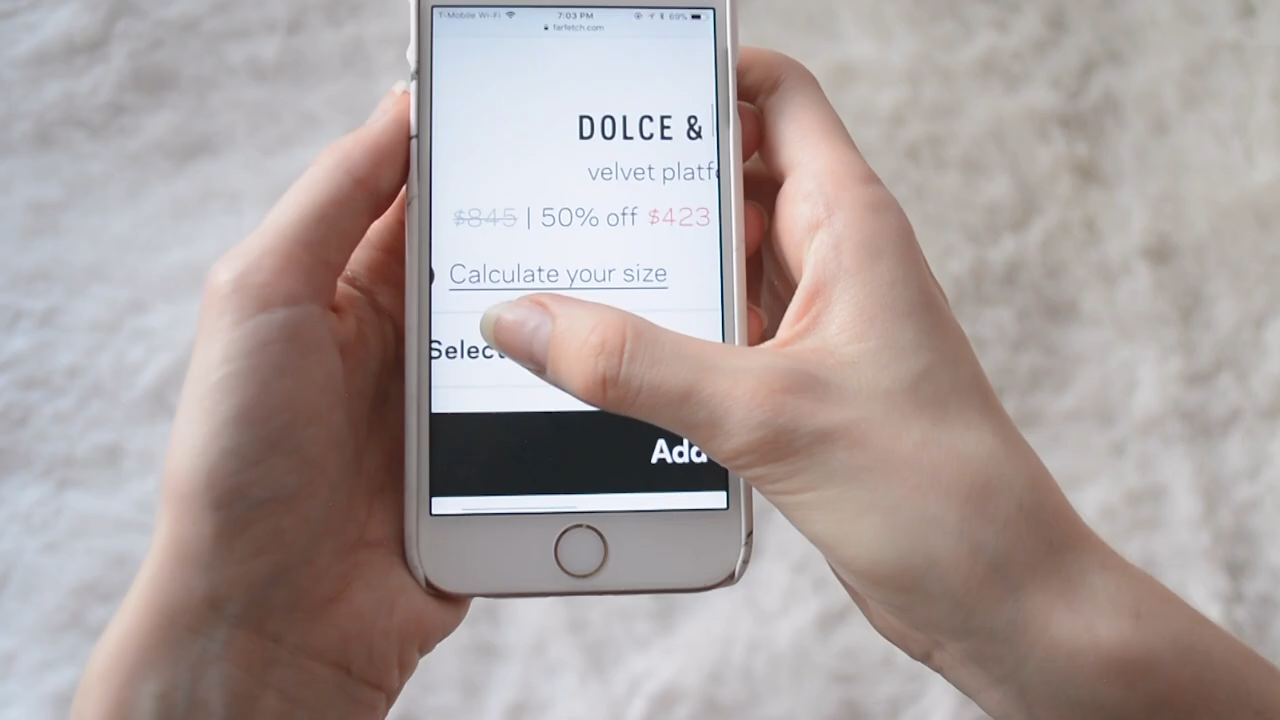 T-Mobile Wi-Fi 7:03 PM 69%
farfetch.com
DOLCE &
velvet platfo
$845 | 50% off $423
Calculate your size
Select
Add